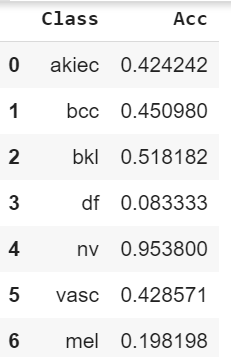 Class Acc
0 akiec 0.424242
1 bcc 0.450980
2 bkl 0.518182
3 df 0.083333
4 nv 0.953800
5 vasc 0.428571
6 mel 0.198198